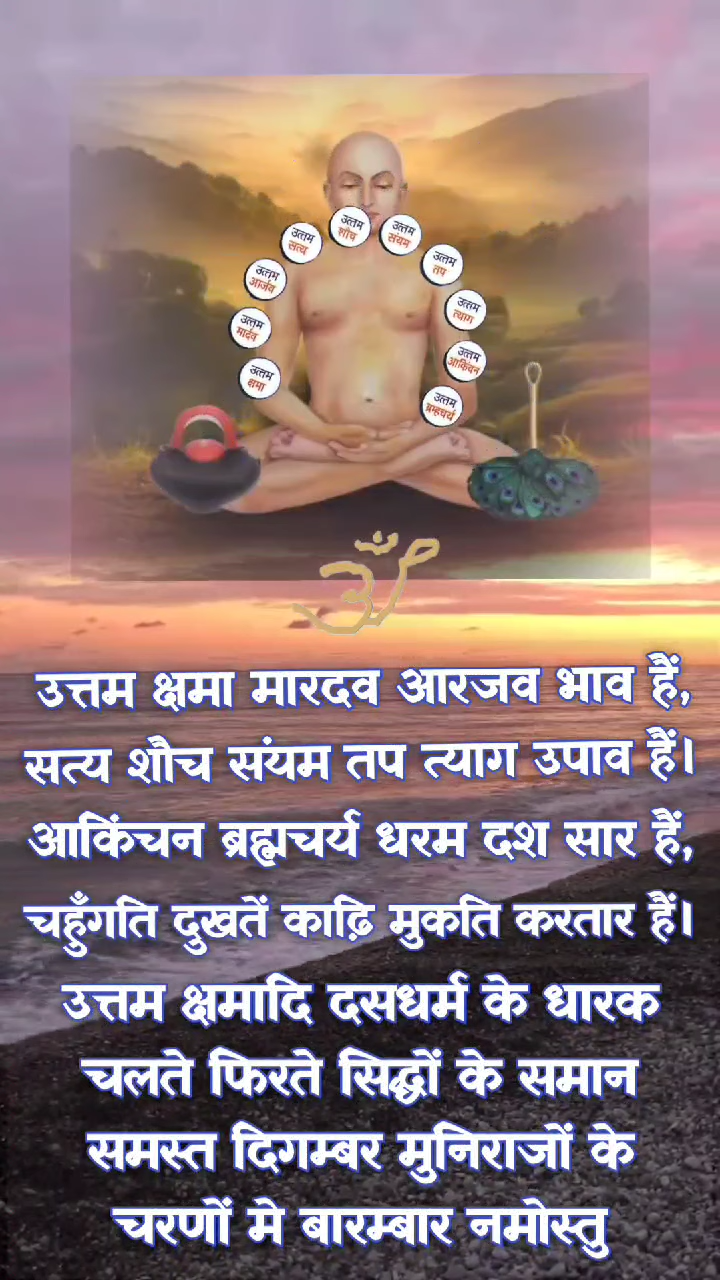 उत्तम शौच
उत्तम संयम
उत्तम सत्य
उत्तम तप
उत्तम आर्जव
उत्तम त्याग
उत्तम मार्दव
उत्तम आकिंचन
उत्तम क्षमा
उत्तम ब्रम्हचर्य
ॐ
उत्तम क्षमा मारदव आरजव भाव हैं,
सत्य शौच संयम तप त्याग उपाव हैं।
आकिंचन ब्रह्मचर्य धरम दश सार हैं,
चहुँगति दुखतें काढ़ि मुकति करतार हैं।
उत्तम क्षमादि दसधर्म के धारक
चलते फिरते सिद्धों के समान
समस्त दिगम्बर मुनिराजों के
चरणों मे बारम्बार नमोस्तु